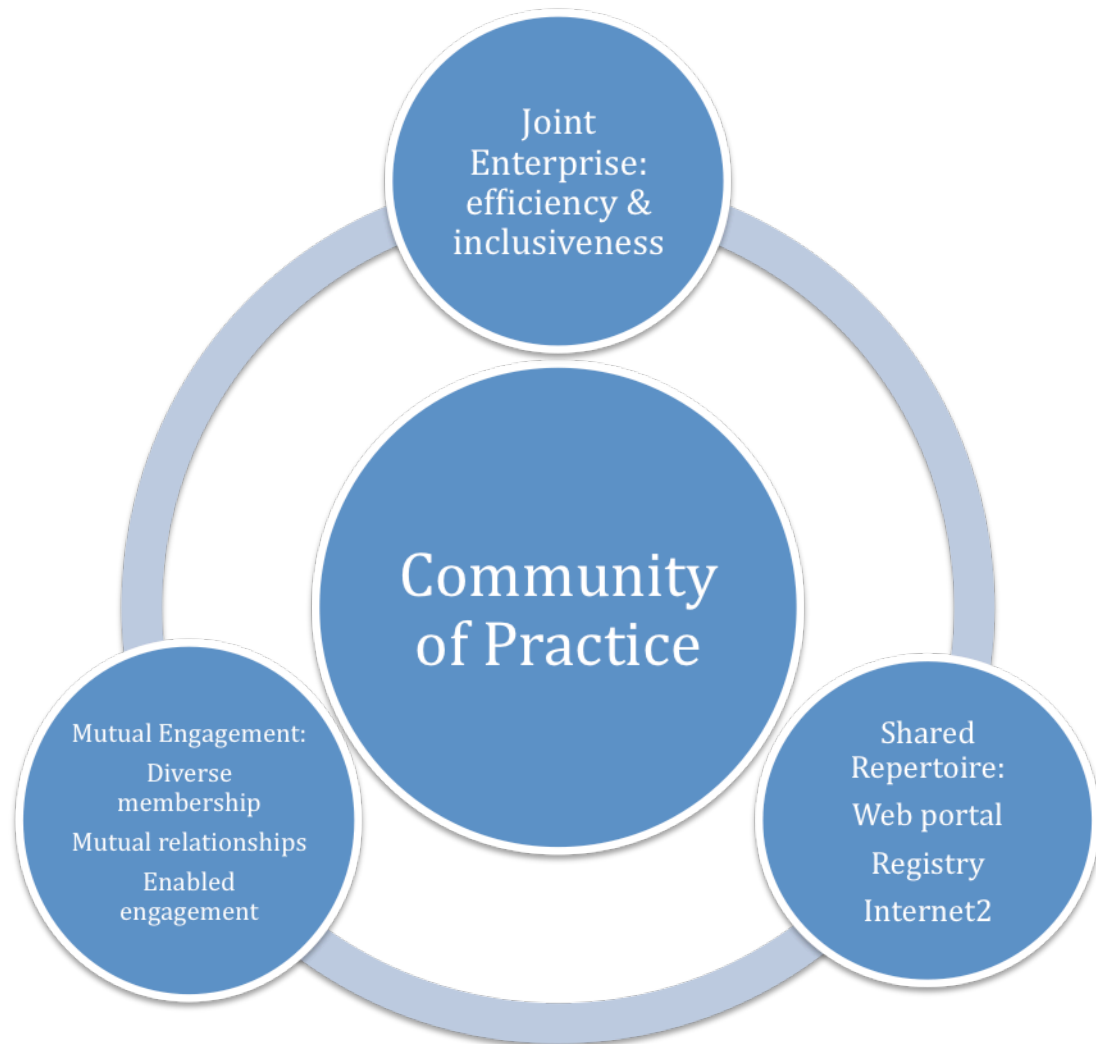 Joint
Enterprise:
efficiency &
inclusiveness
Community
of Practice
Mutual Engagement:
Diverse
membership
Mutual relationships
Enabled
engagement
Shared
Repertoire:
Web portal
Registry
Internet2